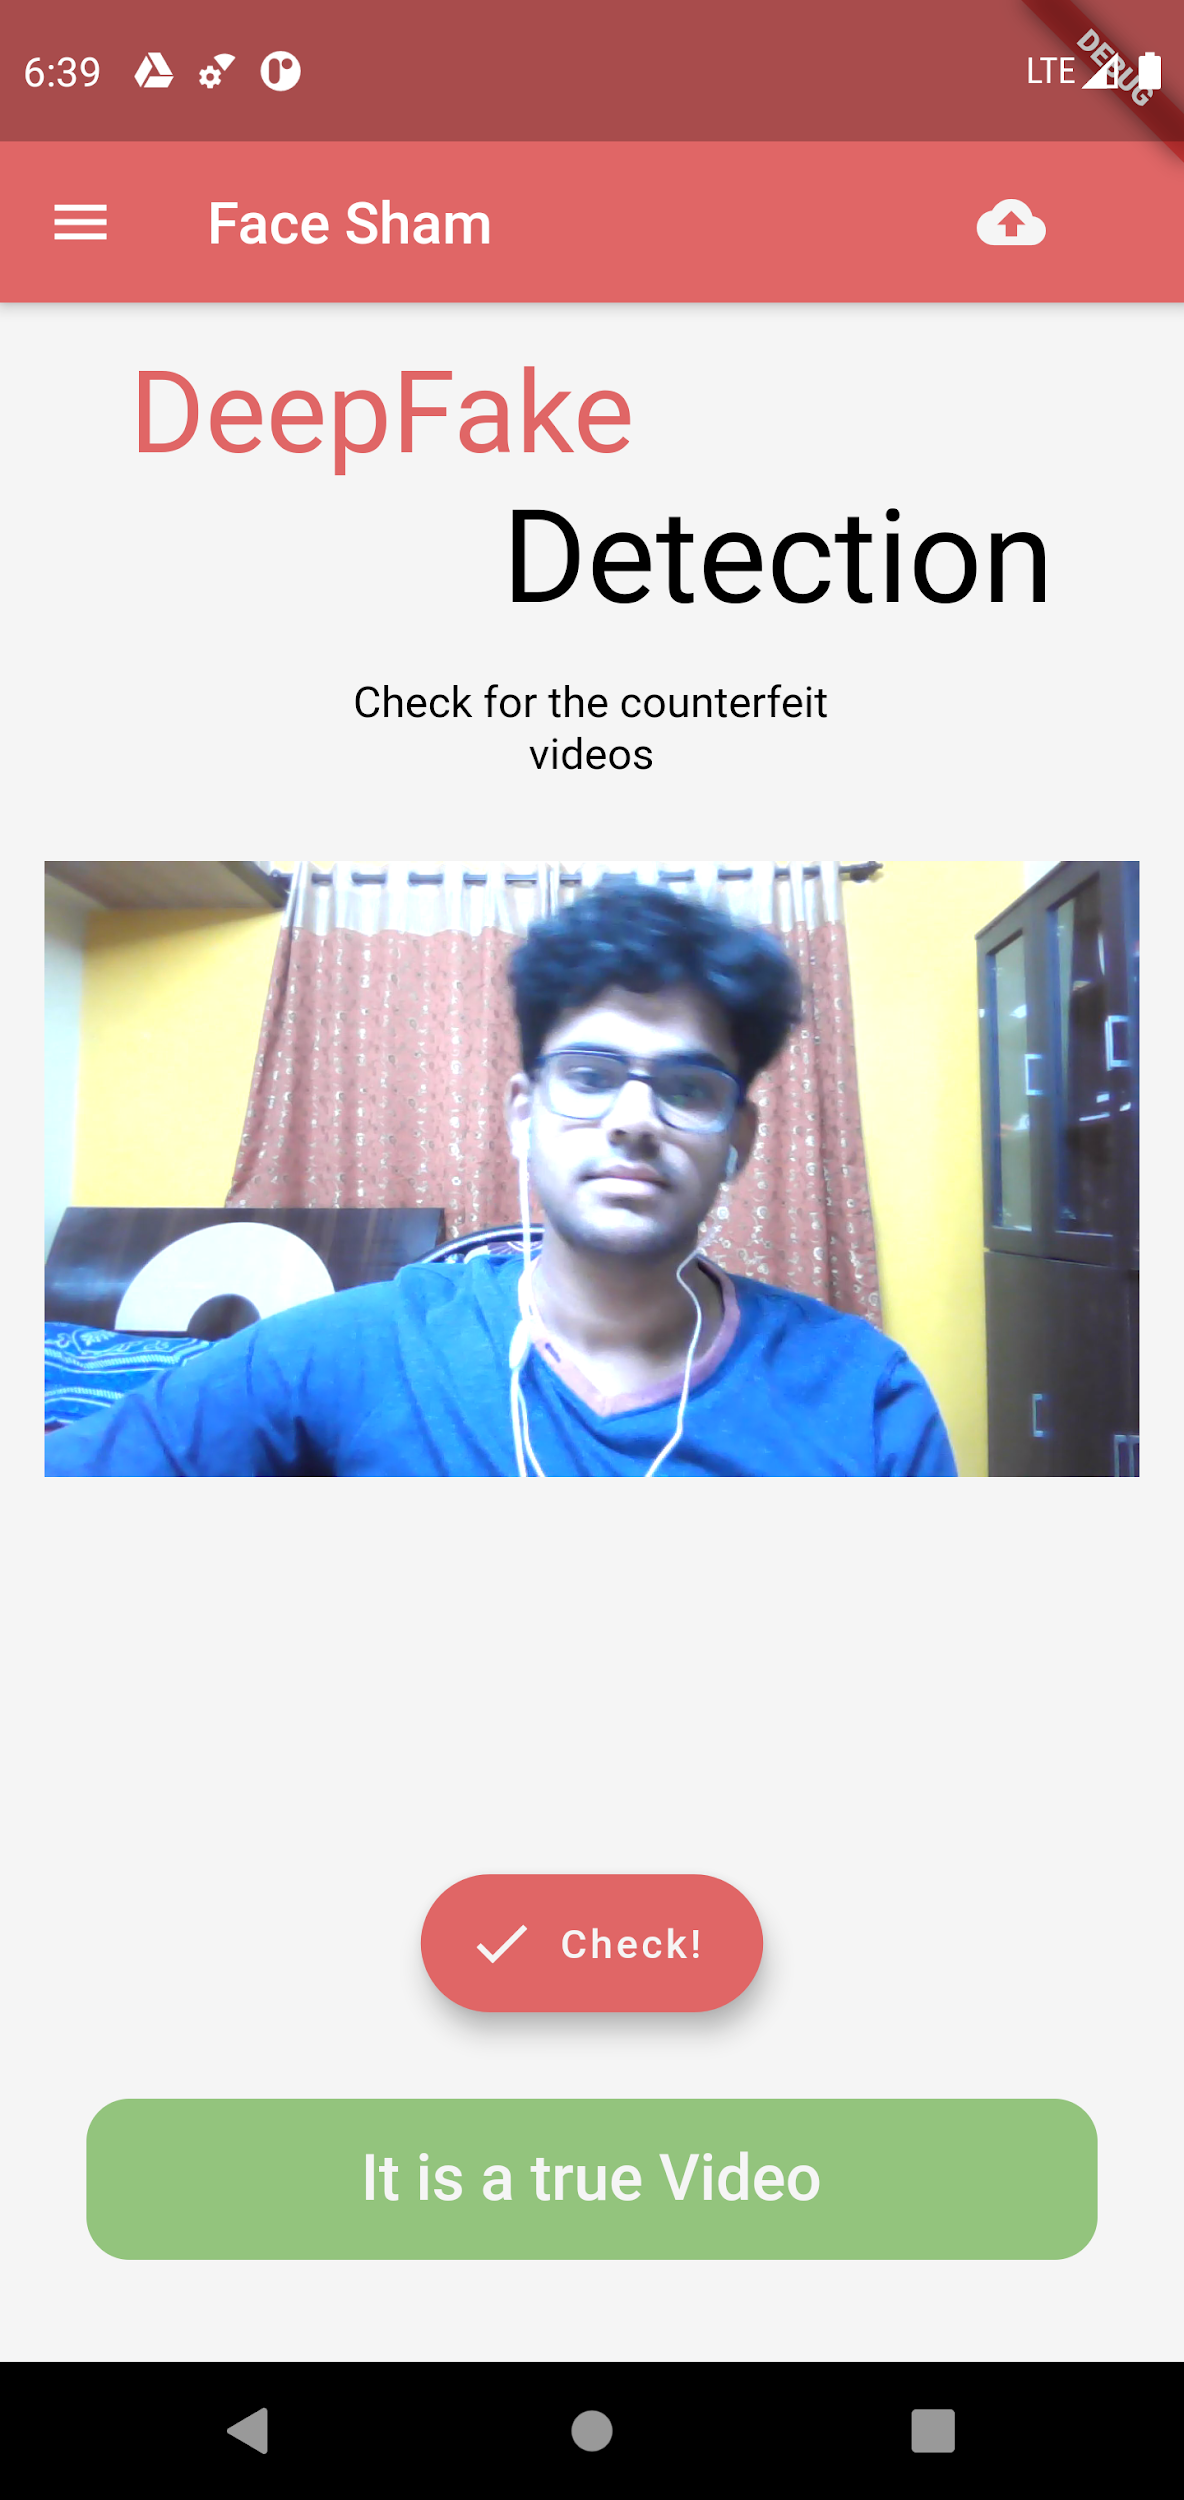 6:39
LTE
DEBUG
Face Sham
DeepFake
Detection
Check for the counterfeit
videos
Check!
It is a true Video